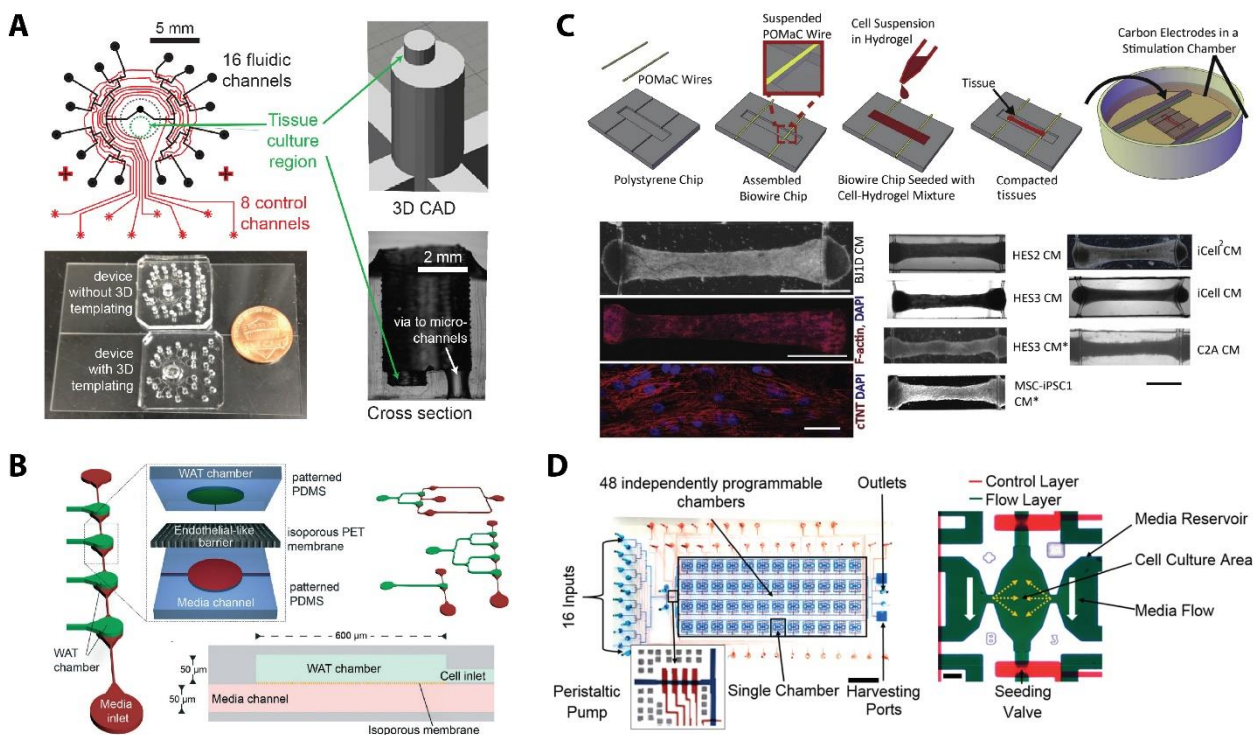 A
5 mm
16 fluidic
channels
Tissue
culture
region
8 control
channels
3D CAD
device
without 3D
templating
device
with 3D
templating
2 mm
via to micro-
channels
Cross section
B
WAT chamber
patterned
PDMS
Endothelial-like
barrier
isoporous PET
membrane
Media channel
patterned
PDMS
WAT
chamber
Media
inlet
600 µm
50 µm
50 µm
WAT chamber
Cell inlet
Media channel
Isoporous membrane
C
POMaC Wires
Suspended
POMaC Wire
Cell Suspension
in Hydrogel
Tissue
Carbon Electrodes in a
Stimulation Chamber
Polystyrene Chip
Assembled
Biowire Chip
Biowire Chip Seeded with
Cell-Hydrogel Mixture
Compacted
tissues
BJ1D CM
F-actin, DAPI
cTNT DAPI
HES2 CM
HES3 CM
HES3 CM*
MSC-iPSC1
CM*
iCell² CM
iCell CM
C2A CM
D
48 independently programmable
chambers
Outlets
16 Inputs
Peristaltic
Pump
Single Chamber
Harvesting
Ports
Control Layer
Flow Layer
Media Reservoir
Cell Culture Area
Media Flow
Seeding
Valve